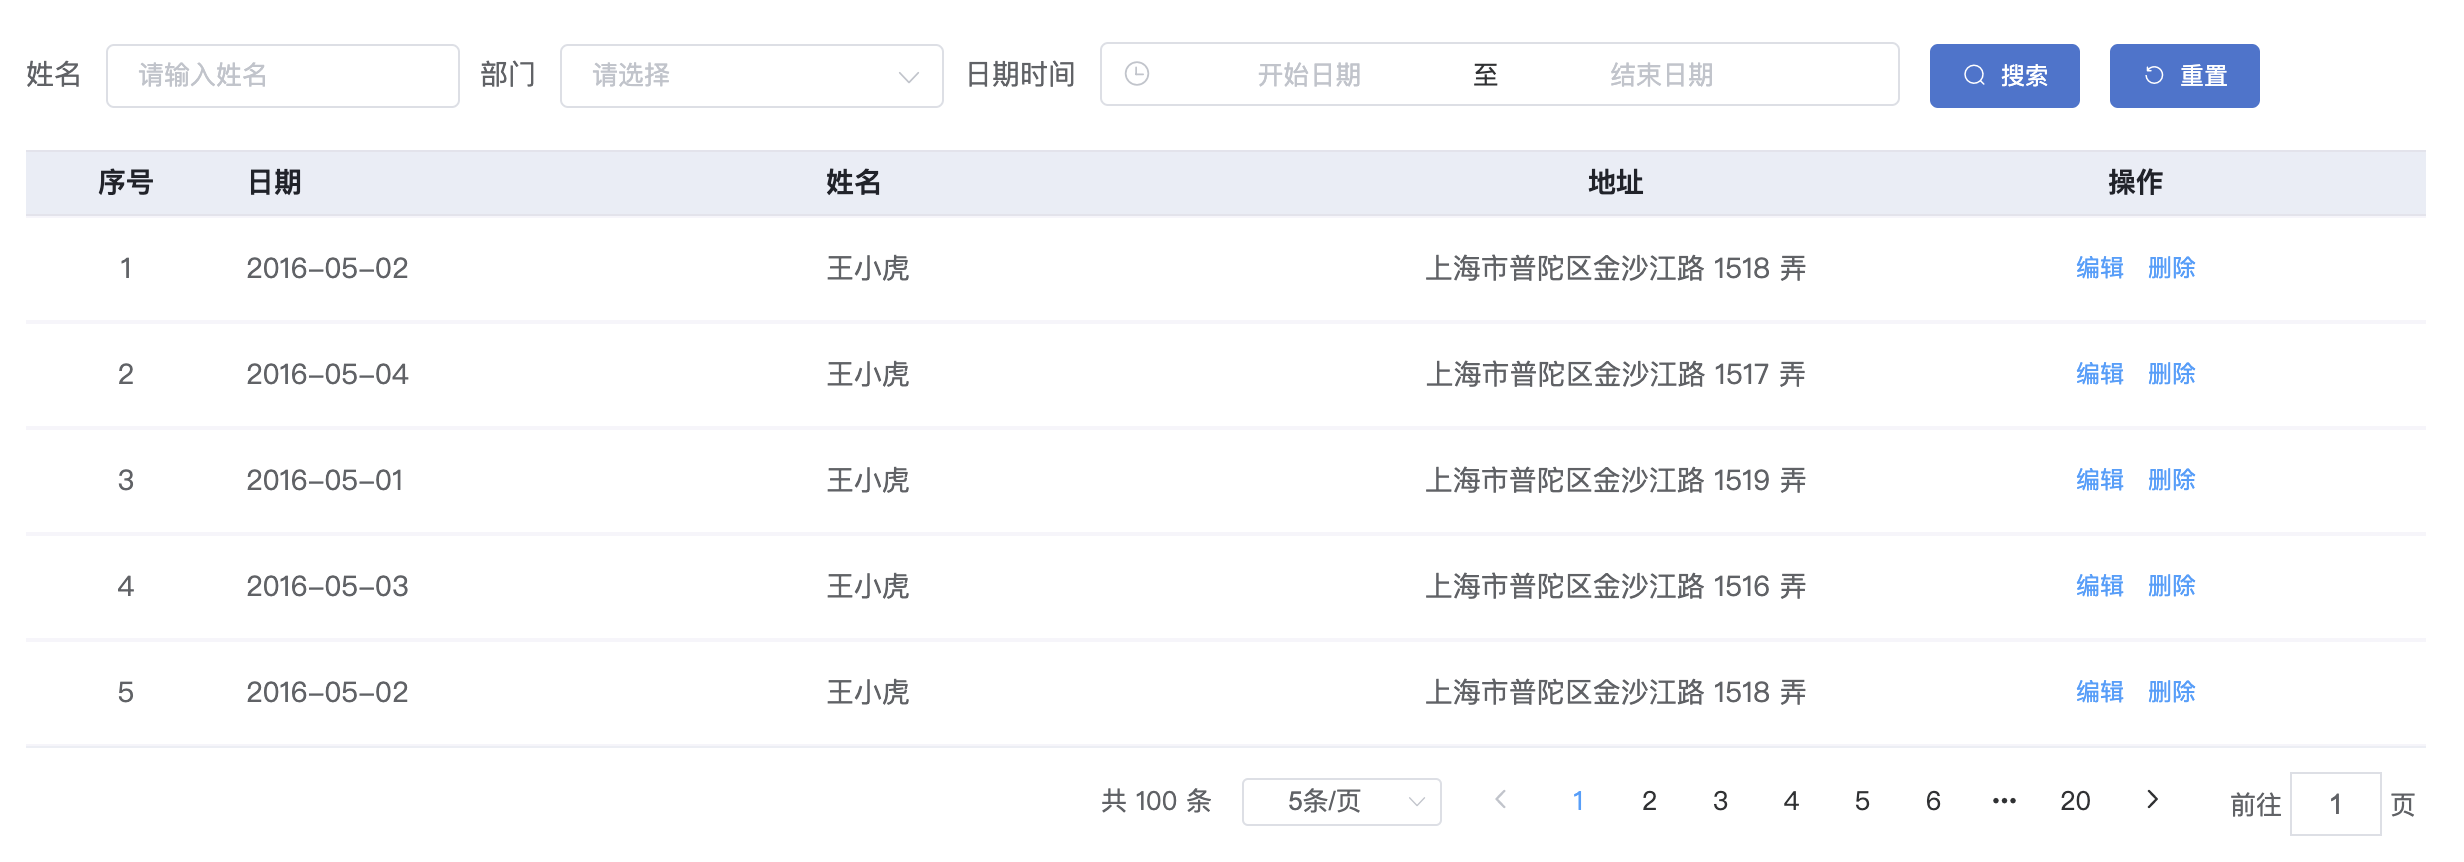 姓名 请输入姓名 部门 请选择 日期时间 开始日期 至 结束日期 搜索 重置
序号 日期 姓名 地址 操作
1 2016-05-02 王小虎 上海市普陀区金沙江路 1518 弄 编辑 删除
2 2016-05-04 王小虎 上海市普陀区金沙江路 1517 弄 编辑 删除
3 2016-05-01 王小虎 上海市普陀区金沙江路 1519 弄 编辑 删除
4 2016-05-03 王小虎 上海市普陀区金沙江路 1516 弄 编辑 删除
5 2016-05-02 王小虎 上海市普陀区金沙江路 1518 弄 编辑 删除
共 100 条 5条/页 1 2 3 4 5 6 ••• 20 前往 1 页